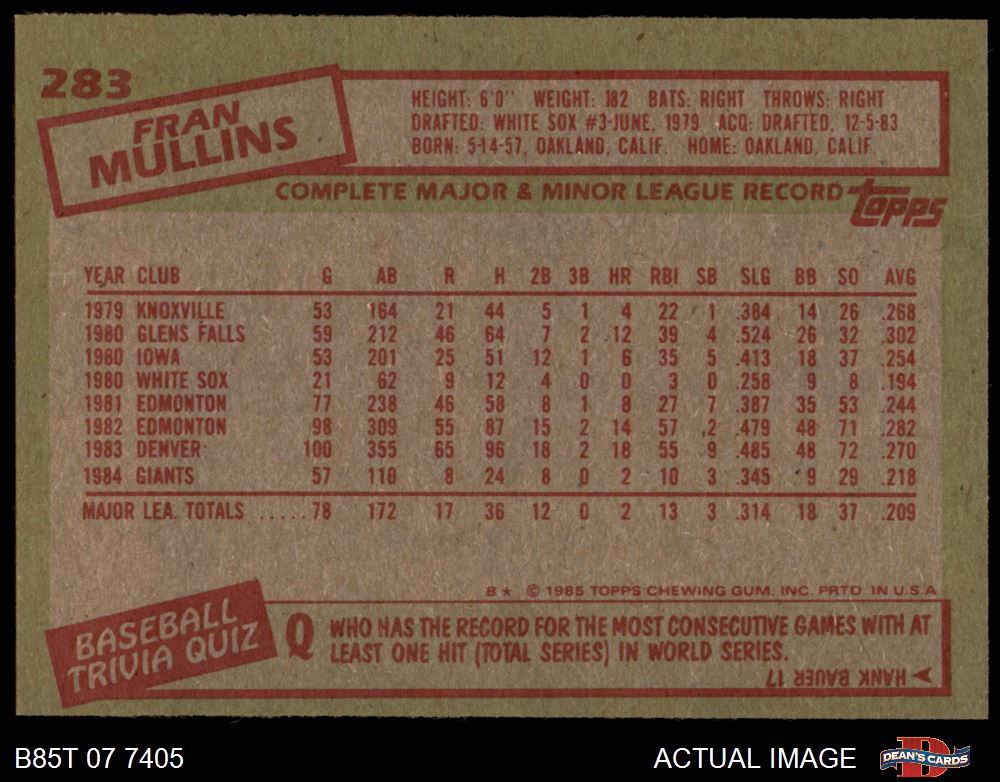 283
FRAN
MULLINS
HEIGHT: 6'0" WEIGHT: 182 BATS: RIGHT THROWS: RIGHT
DRAFTED: WHITE SOX #3-JUNE, 1979 ACQ: DRAFTED, 12-5-83
BORN: 5-14-57, OAKLAND, CALIF. HOME: OAKLAND, CALIF.
COMPLETE MAJOR & MINOR LEAGUE RECORD
topps
YEAR CLUB G AB R H 2B 3B HR RBI SB SLG BB SO AVG
1979 KNOXVILLE 53 164 21 44 5 1 4 22 1 .384 14 26 .268
1980 GLENS FALLS 59 212 46 64 7 2 12 39 4 .524 26 32 .302
1980 IOWA 53 201 25 51 12 1 6 35 5 .413 18 37 .254
1980 WHITE SOX 21 62 9 12 4 0 0 3 0 .258 9 8 .194
1981 EDMONTON 77 238 46 58 8 1 8 27 7 .387 35 53 .244
1982 EDMONTON 98 309 55 87 15 2 14 57 2 .479 48 71 .282
1983 DENVER 100 355 65 96 18 2 18 55 9 .485 48 72 .270
1984 GIANTS 57 110 8 24 8 0 2 10 3 .345 9 29 .218
MAJOR LEA. TOTALS .....78 172 17 36 12 0 2 13 3 .314 18 37 .209
B★ © 1985 TOPPS CHEWING GUM, INC. PRTD. IN U.S.A
BASEBALL
TRIVIA QUIZ
Q WHO HAS THE RECORD FOR THE MOST CONSECUTIVE GAMES WITH AT
LEAST ONE HIT (TOTAL SERIES) IN WORLD SERIES.
HANK BAUER 17
B85T 07 7405
ACTUAL IMAGE
D
DEAN'S CARDS